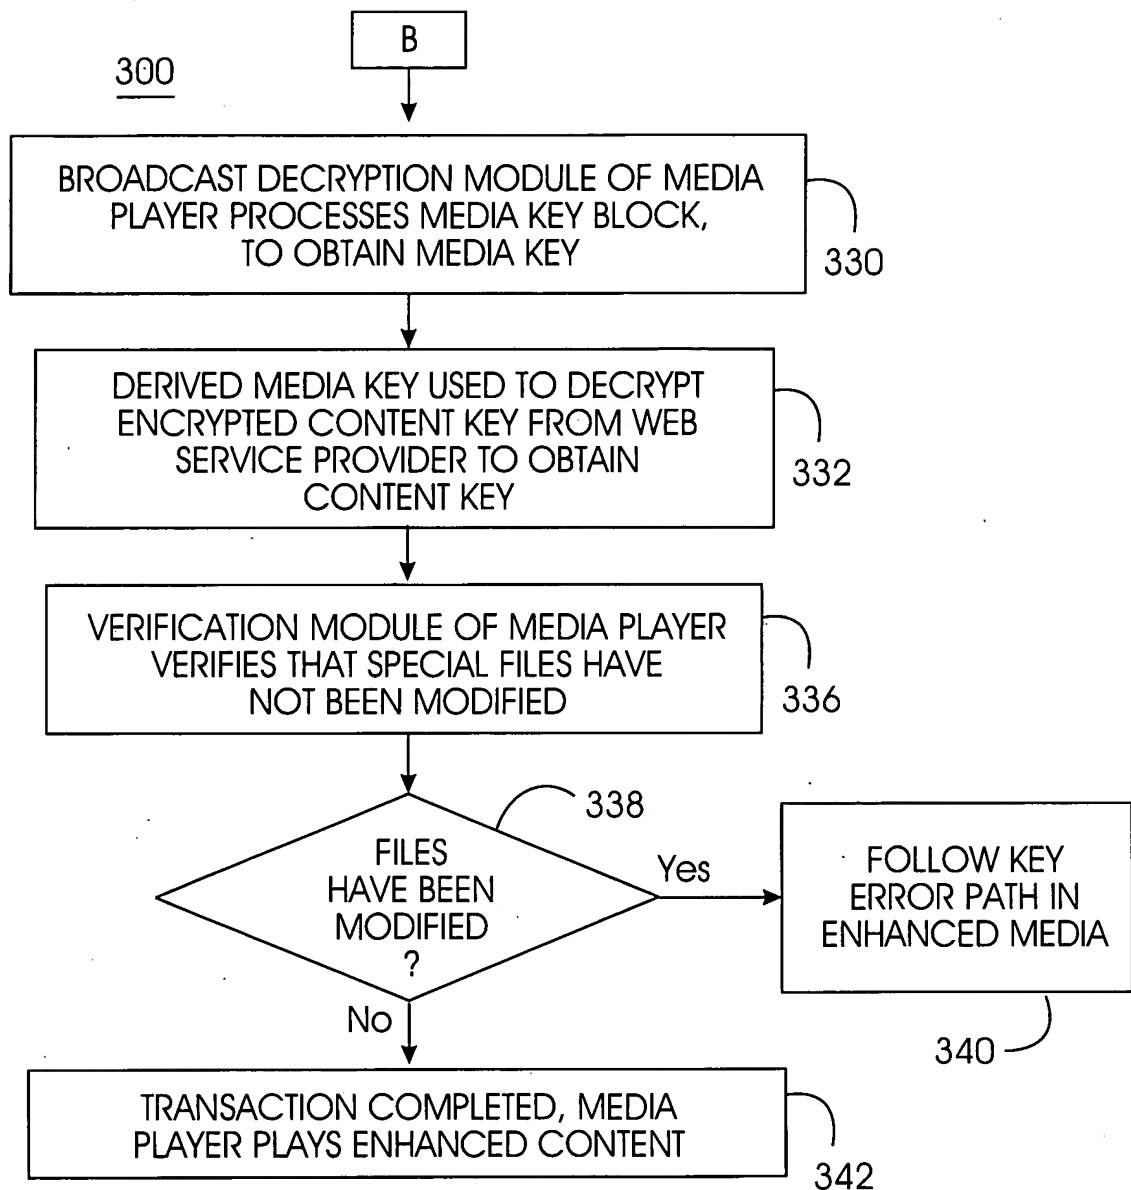 B
300
BROADCAST DECRYPTION MODULE OF MEDIA
PLAYER PROCESSES MEDIA KEY BLOCK,
TO OBTAIN MEDIA KEY
330
DERIVED MEDIA KEY USED TO DECRYPT
ENCRYPTED CONTENT KEY FROM WEB
SERVICE PROVIDER TO OBTAIN
CONTENT KEY
332
VERIFICATION MODULE OF MEDIA PLAYER
VERIFIES THAT SPECIAL FILES HAVE
NOT BEEN MODIFIED
336
338
FILES
HAVE BEEN
MODIFIED
?
Yes
FOLLOW KEY
ERROR PATH IN
ENHANCED MEDIA
340
No
TRANSACTION COMPLETED, MEDIA
PLAYER PLAYS ENHANCED CONTENT
342